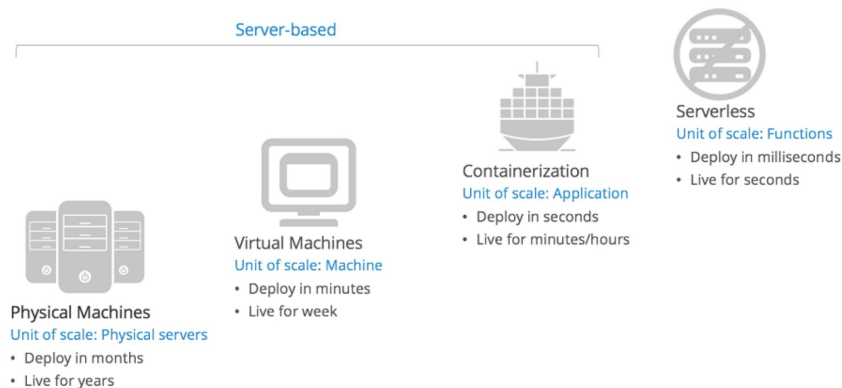 Server-based
Physical Machines
Unit of scale: Physical servers
• Deploy in months
• Live for years
Virtual Machines
Unit of scale: Machine
• Deploy in minutes
• Live for week
Containerization
Unit of scale: Application
• Deploy in seconds
• Live for minutes/hours
Serverless
Unit of scale: Functions
• Deploy in milliseconds
• Live for seconds